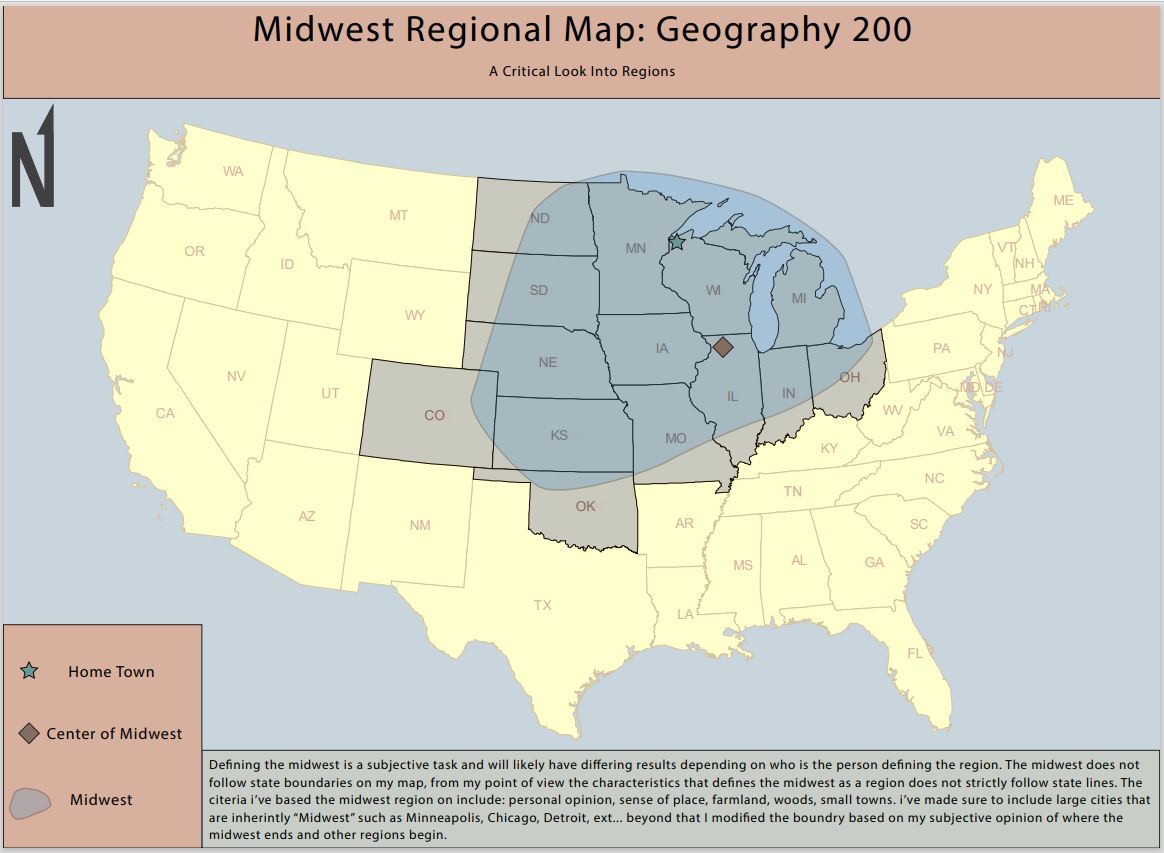 Midwest Regional Map: Geography 200
A Critical Look Into Regions
N
WA
MT
ND
MN
ME
OR
ID
SD
WI
MI
VT
NH
NY
MA
CT
RI
WY
NE
IA
PA
NJ
NV
UT
CO
KS
MO
IL
IN
OH
MD
DE
WV
VA
CA
KY
AZ
NM
OK
AR
TN
NC
SC
MS
AL
GA
TX
LA
FL
Home Town
Center of Midwest
Midwest
Defining the midwest is a subjective task and will likely have differing results depending on who is the person defining the region. The midwest does not
follow state boundaries on my map, from my point of view the characteristics that defines the midwest as a region does not strictly follow state lines. The
citeria i've based the midwest region on include: personal opinion, sense of place, farmland, woods, small towns. i've made sure to include large cities that
are inherintly "Midwest" such as Minneapolis, Chicago, Detroit, ext... beyond that I modified the boundry based on my subjective opinion of where the
midwest ends and other regions begin.